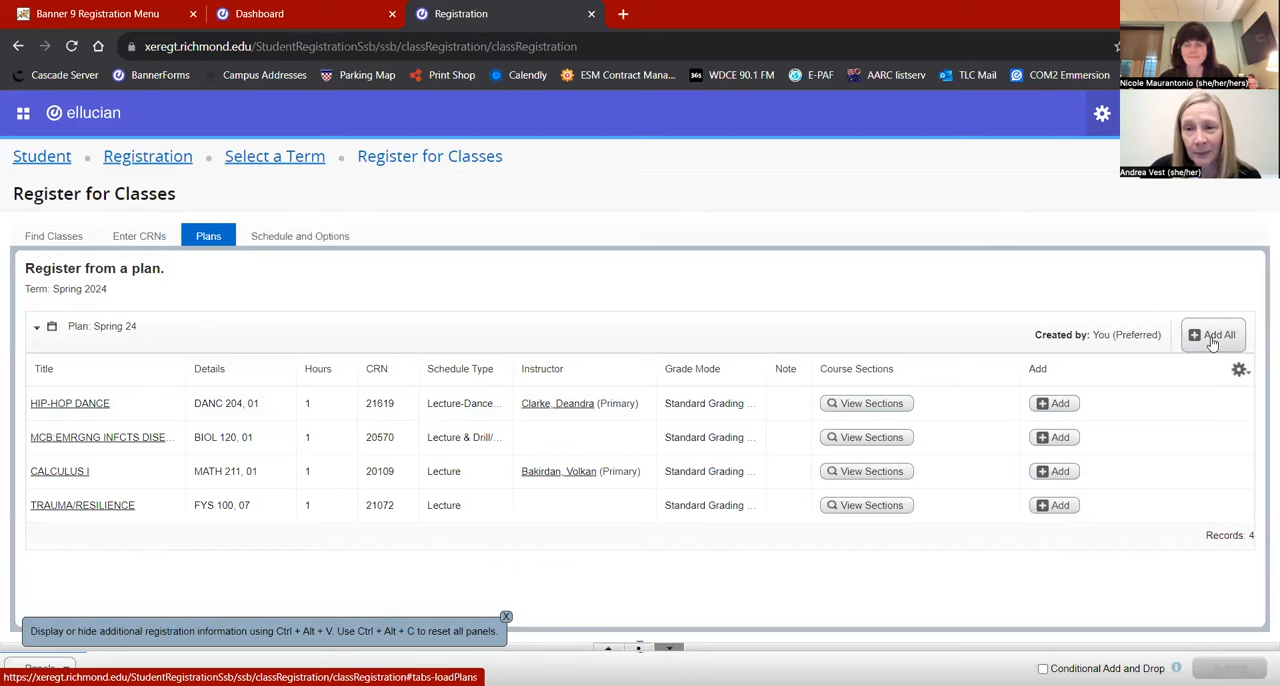 Banner 9 Registration Menu
Dashboard
Registration
xeregt.richmond.edu/StudentRegistrationSsb/ssb/classRegistration/classRegistration
Cascade Server
BannerForms
Campus Addresses
Parking Map
Print Shop
Calendly
ESM Contract Mana...
WDCE 90.1 FM
E-PAF
AARC listserv
TLC Mail
COM2 Emmersion
Nicole Maurantonio (she/her/hers)
Andrea Vest (she/her)
ellucian
Student
Registration
Select a Term
Register for Classes
Register for Classes
Find Classes
Enter CRNs
Plans
Schedule and Options
Register from a plan.
Term: Spring 2024
Plan: Spring 24
Created by: You (Preferred)
Add All
Title Details Hours CRN Schedule Type Instructor Grade Mode Note Course Sections Add
HIP-HOP DANCE DANC 204, 01 1 21619 Lecture-Dance... Clarke, Deandra (Primary) Standard Grading ... View Sections Add
MCB:EMRGNG INFCTS DISE... BIOL 120, 01 1 20570 Lecture & Drill/... Standard Grading ... View Sections Add
CALCULUS I MATH 211, 01 1 20109 Lecture Bakirdan, Volkan (Primary) Standard Grading ... View Sections Add
TRAUMA/RESILIENCE FYS 100, 07 1 21072 Lecture Standard Grading ... View Sections Add
Records: 4
Display or hide additional registration information using Ctrl + Alt + V. Use Ctrl + Alt + C to reset all panels.
X
Panels
Conditional Add and Drop
Submit
https://xeregt.richmond.edu/StudentRegistrationSsb/ssb/classRegistration/classRegistration#tabs-loadPlans